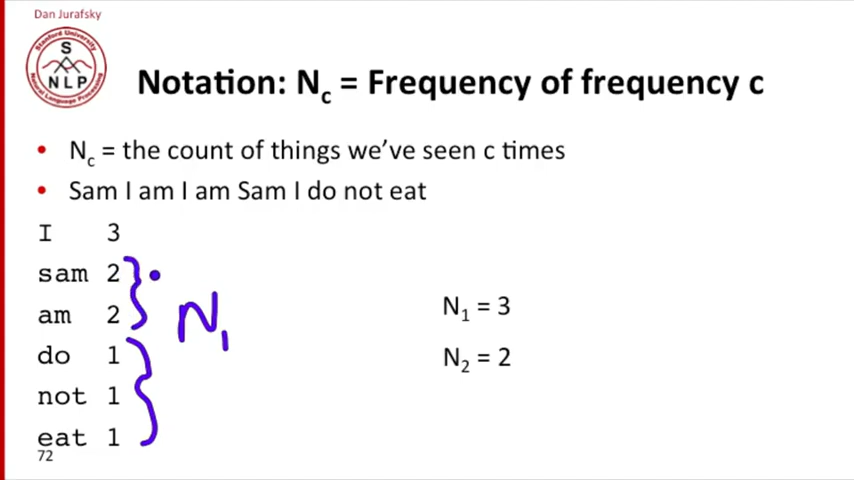 Dan Jurafsky
Stanford University
S
NLP
Natural Language Processing
Notation: Nc = Frequency of frequency c
• Nc = the count of things we've seen c times
• Sam I am I am Sam I do not eat
I 3
sam 2
am 2
N1
do 1
not 1
eat 1
N1 = 3
N2 = 2
72